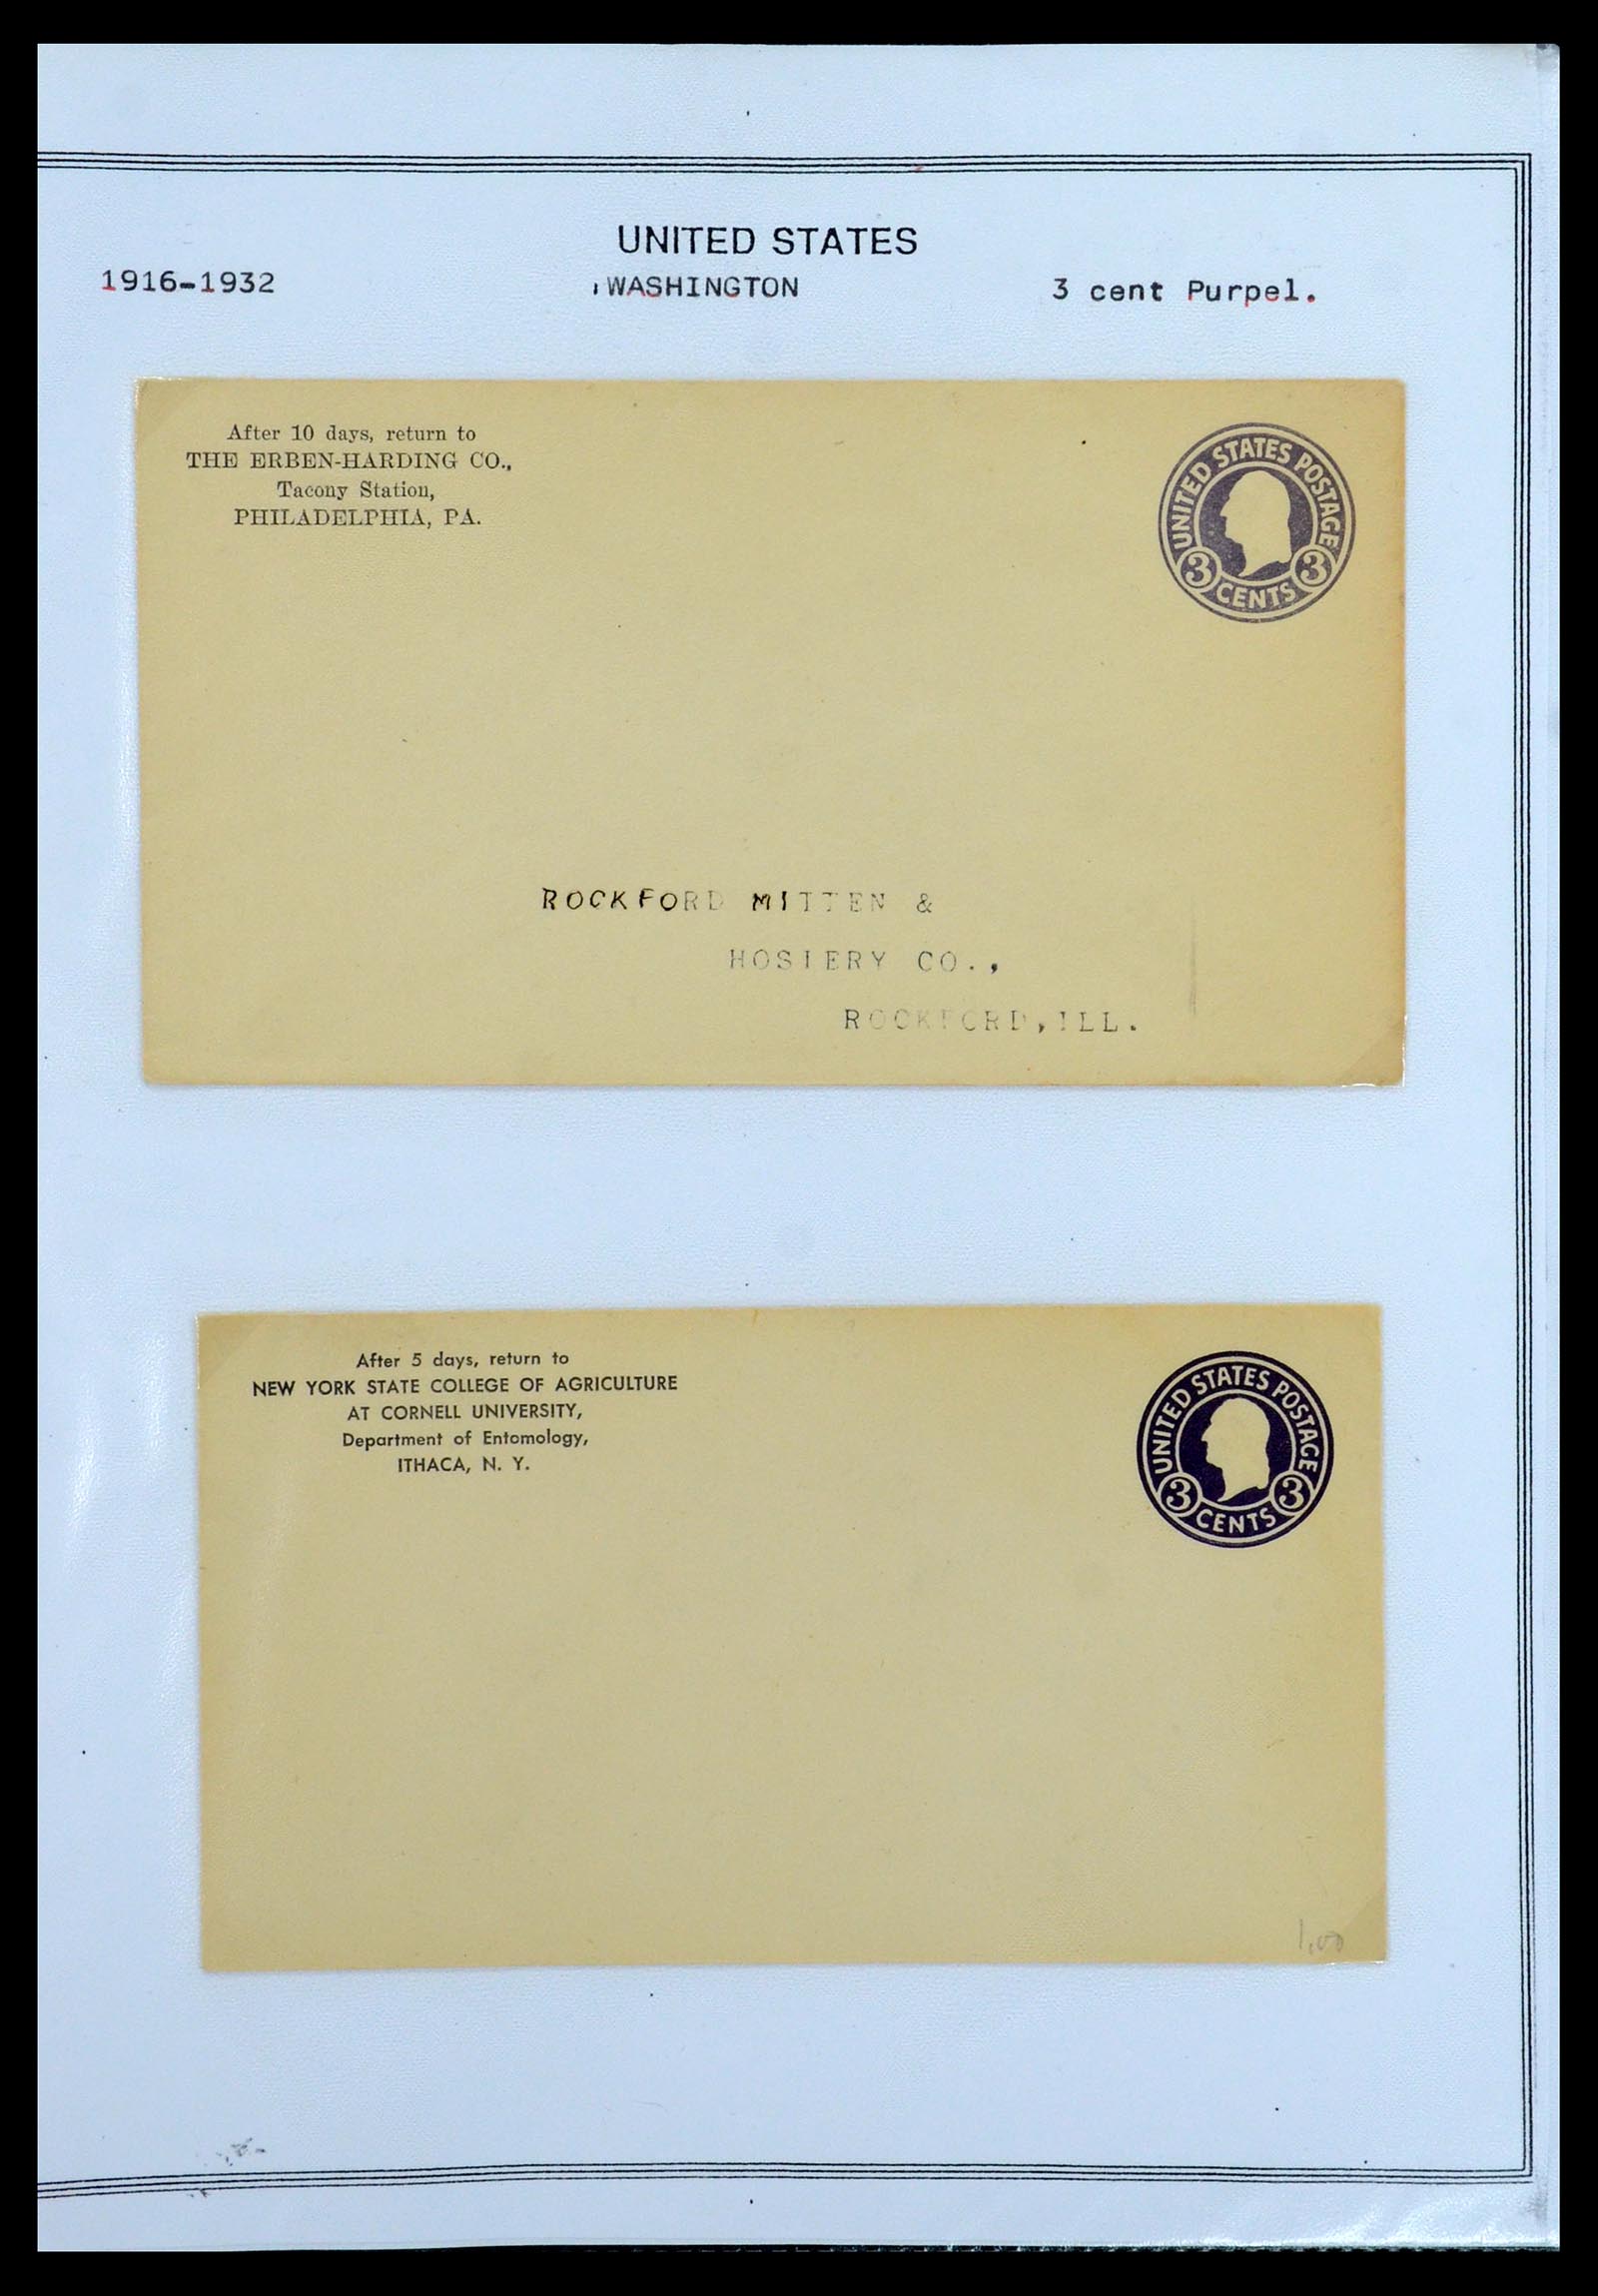 UNITED STATES
1916-1932 WASHINGTON 3 cent Purpel.
After 10 days, return to
THE ERBEN-HARDING CO.,
Tacony Station,
PHILADELPHIA, PA.
UNITED STATES POSTAGE
3 CENTS 3
ROCKFORD MITTEN &
HOSIERY CO.,
ROCKFORD, ILL.
After 5 days, return to
NEW YORK STATE COLLEGE OF AGRICULTURE
AT CORNELL UNIVERSITY,
Department of Entomology,
ITHACA, N. Y.
UNITED STATES POSTAGE
3 CENTS 3
1,00